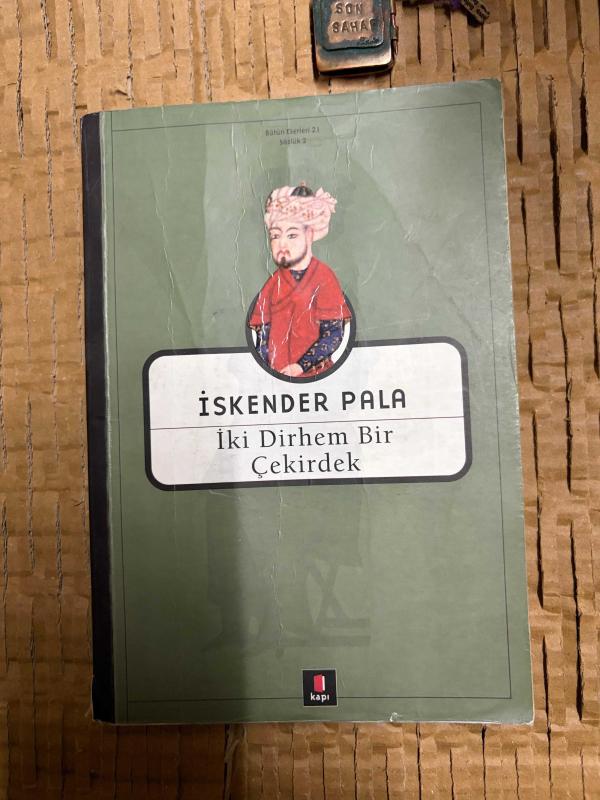 SON
SAHAF
Bütün Eserleri 21
Sözlük 2
İSKENDER PALA
İki Dirhem Bir
Çekirdek
kapı